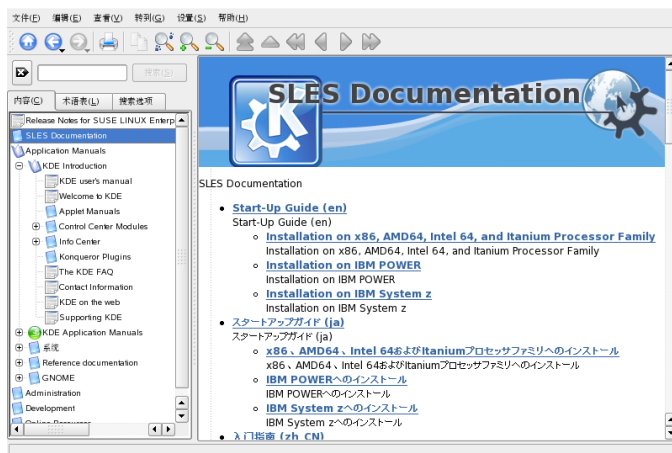 文件(F) 编辑(E) 查看(V) 转到(G) 设置(S) 帮助(H)
搜索(S)
内容(C) 术语表(L) 搜索选项
Release Notes for SUSE LINUX Enterp
SLES Documentation
Application Manuals
KDE Introduction
KDE user's manual
Welcome to KDE
Applet Manuals
Control Center Modules
Info Center
Konqueror Plugins
The KDE FAQ
Contact Information
KDE on the web
Supporting KDE
KDE Application Manuals
系统
Reference documentation
GNOME
Administration
Development
Online Resources
SLES Documentation
SLES Documentation
Start-Up Guide (en)
Start-Up Guide (en)
Installation on x86, AMD64, Intel 64, and Itanium Processor Family
Installation on x86, AMD64, Intel 64, and Itanium Processor Family
Installation on IBM POWER
Installation on IBM POWER
Installation on IBM System z
Installation on IBM System z
スタートアップガイド (ja)
スタートアップガイド (ja)
x86、AMD64、Intel 64およびItaniumプロセッサファミリへのインストール
x86、AMD64、Intel 64およびItaniumプロセッサファミリへのインストール
IBM POWERへのインストール
IBM POWERへのインストール
IBM System zへのインストール
IBM System zへのインストール
入门指南 (zh_CN)